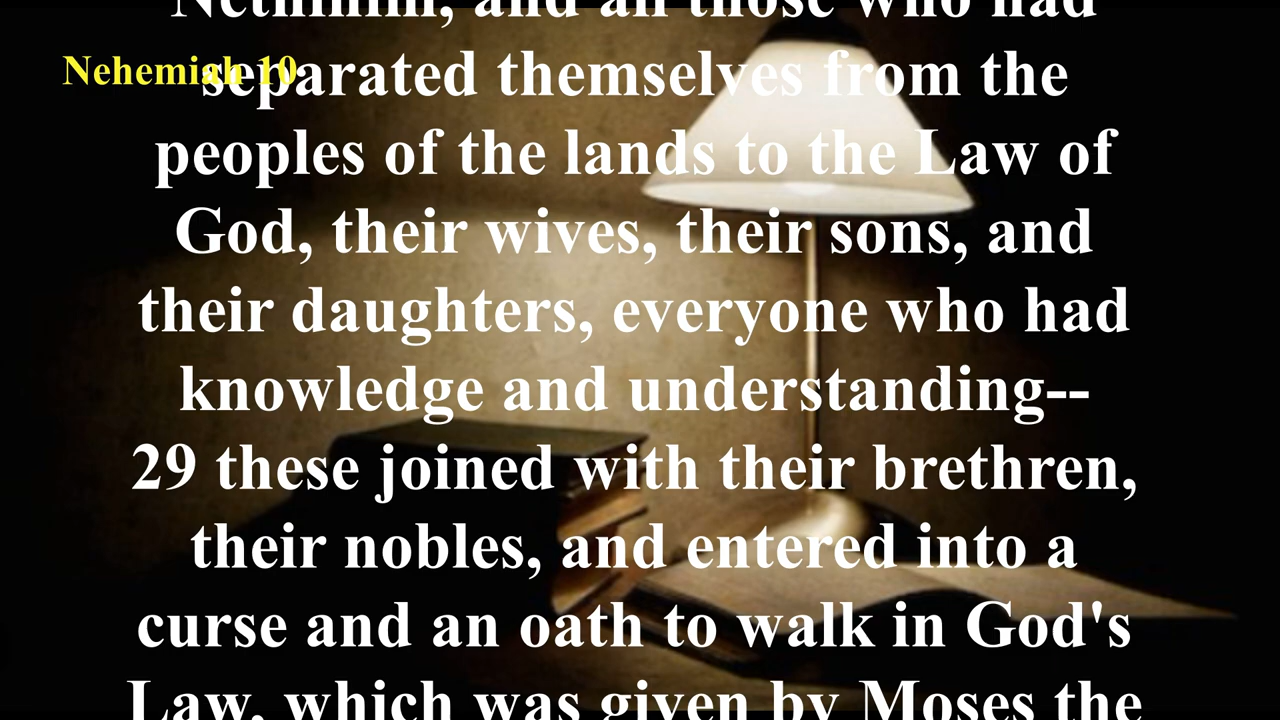 Nethinim, and all those who had
Nehemiah 10
separated themselves from the
peoples of the lands to the Law of
God, their wives, their sons, and
their daughters, everyone who had
knowledge and understanding--
29 these joined with their brethren,
their nobles, and entered into a
curse and an oath to walk in God's
Law, which was given by Moses the